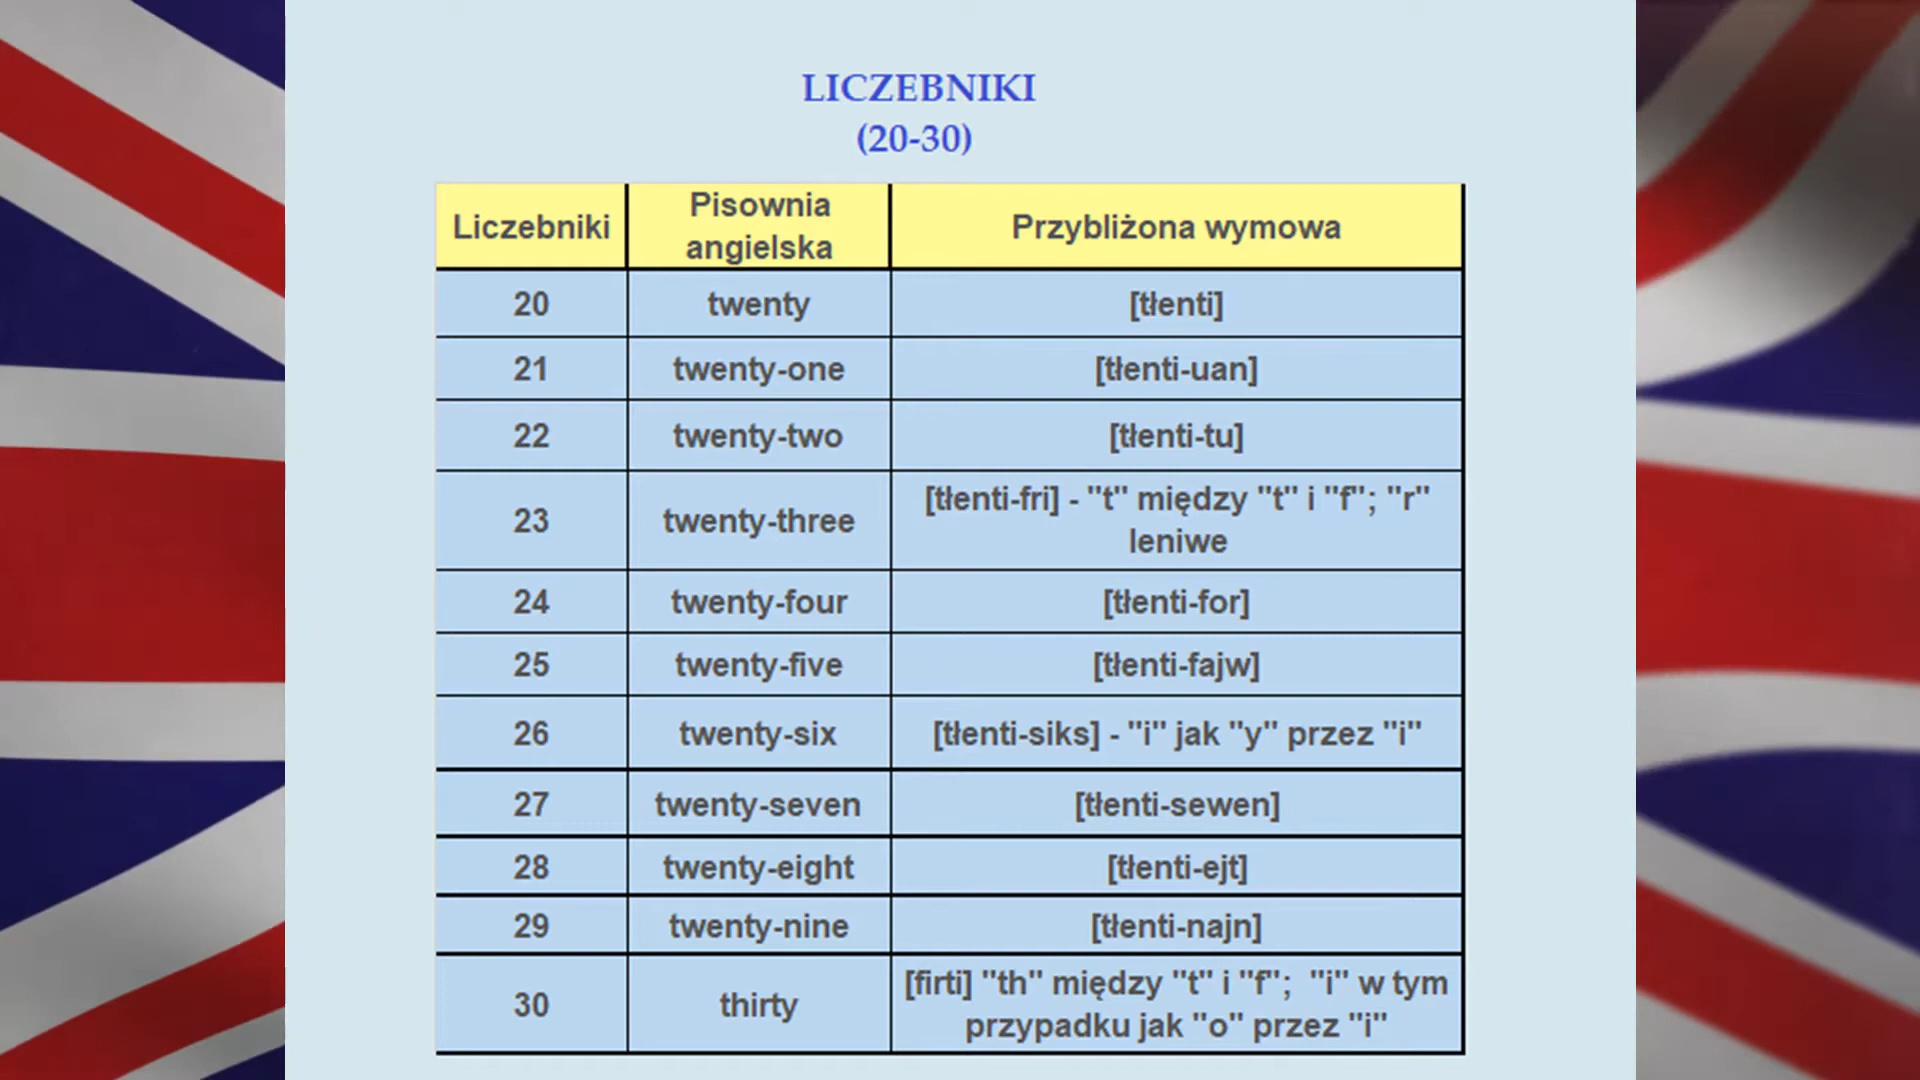 LICZEBNIKI
(20-30)
Liczebniki Pisownia angielska Przybliżona wymowa
20 twenty [tłenti]
21 twenty-one [tłenti-uan]
22 twenty-two [tłenti-tu]
23 twenty-three [tłenti-fri] - "t" między "t" i "f"; "r"
leniwe
24 twenty-four [tłenti-for]
25 twenty-five [tłenti-fajw]
26 twenty-six [tłenti-siks] - "i" jak "y" przez "i"
27 twenty-seven [tłenti-sewen]
28 twenty-eight [tłenti-ejt]
29 twenty-nine [tłenti-najn]
30 thirty [firti] "th" między "t" i "f"; "i" w tym
przypadku jak "o" przez "i"